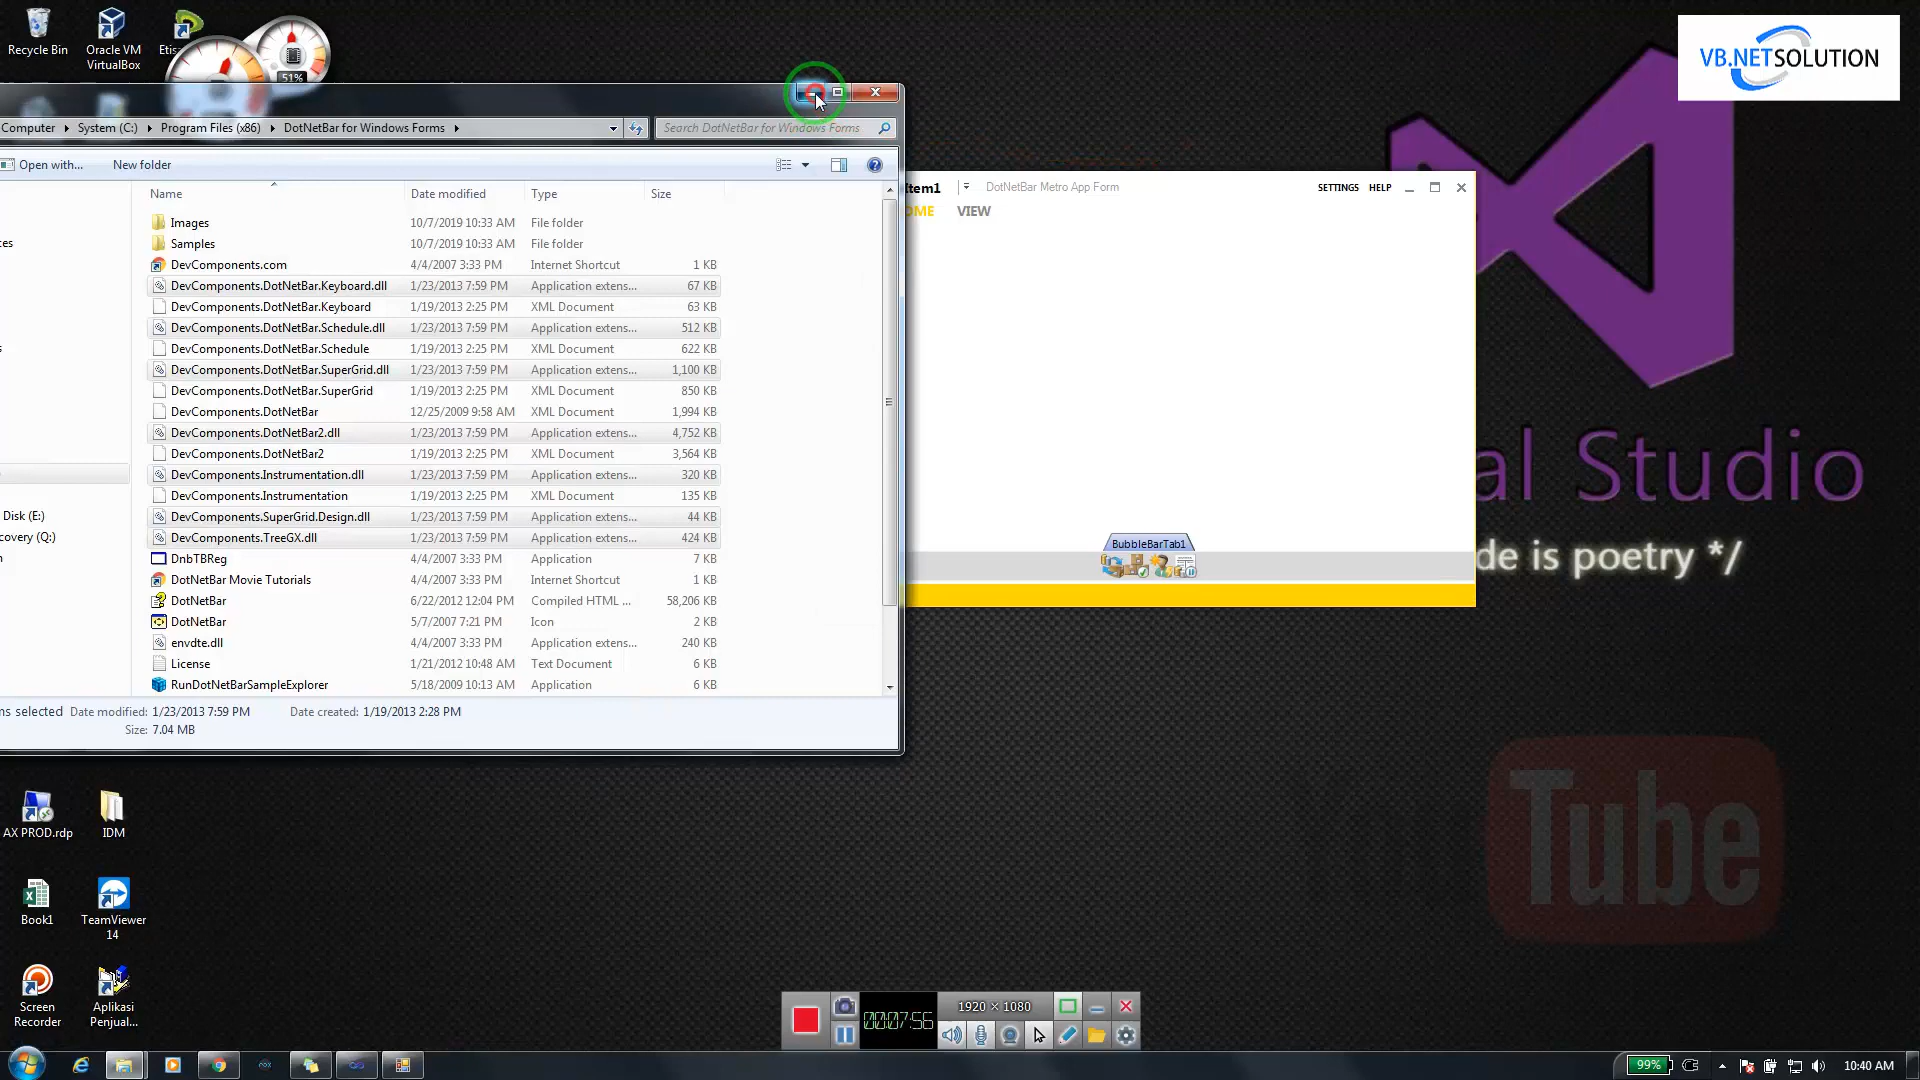 Recycle Bin
Oracle VM
VirtualBox
Etis
51%
VB.NETSOLUTION
Computer
System (C:)
Program Files (x86)
DotNetBar for Windows Forms
Search DotNetBar for Windows Forms
Open with...
New folder
Name
Date modified
Type
Size
Images 10/7/2019 10:33 AM File folder
Samples 10/7/2019 10:33 AM File folder
DevComponents.com 4/4/2007 3:33 PM Internet Shortcut 1 KB
DevComponents.DotNetBar.Keyboard.dll 1/23/2013 7:59 PM Application extens... 67 KB
DevComponents.DotNetBar.Keyboard 1/19/2013 2:25 PM XML Document 63 KB
DevComponents.DotNetBar.Schedule.dll 1/23/2013 7:59 PM Application extens... 512 KB
DevComponents.DotNetBar.Schedule 1/19/2013 2:25 PM XML Document 622 KB
DevComponents.DotNetBar.SuperGrid.dll 1/23/2013 7:59 PM Application extens... 1,100 KB
DevComponents.DotNetBar.SuperGrid 1/19/2013 2:25 PM XML Document 850 KB
DevComponents.DotNetBar 12/25/2009 9:58 AM XML Document 1,994 KB
DevComponents.DotNetBar2.dll 1/23/2013 7:59 PM Application extens... 4,752 KB
DevComponents.DotNetBar2 1/19/2013 2:25 PM XML Document 3,564 KB
DevComponents.Instrumentation.dll 1/23/2013 7:59 PM Application extens... 320 KB
DevComponents.Instrumentation 1/19/2013 2:25 PM XML Document 135 KB
DevComponents.SuperGrid.Design.dll 1/23/2013 7:59 PM Application extens... 44 KB
DevComponents.TreeGX.dll 1/23/2013 7:59 PM Application extens... 424 KB
DnbTBReg 4/4/2007 3:33 PM Application 7 KB
DotNetBar Movie Tutorials 4/4/2007 3:33 PM Internet Shortcut 1 KB
DotNetBar 6/22/2012 12:04 PM Compiled HTML ... 58,206 KB
DotNetBar 5/7/2007 7:21 PM Icon 2 KB
envdte.dll 4/4/2007 3:33 PM Application extens... 240 KB
License 1/21/2012 10:48 AM Text Document 6 KB
RunDotNetBarSampleExplorer 5/18/2009 10:13 AM Application 6 KB
ces
s
Disk (E:)
covery (Q:)
n
ms selected Date modified: 1/23/2013 7:59 PM Date created: 1/19/2013 2:28 PM
Size: 7.04 MB
Item1
DotNetBar Metro App Form
SETTINGS
HELP
OME
VIEW
BubbleBarTab1
al Studio
de is poetry */
Tube
AX PROD.rdp
IDM
Book1
TeamViewer
14
Screen
Recorder
Aplikasi
Penjual...
00:07:56
1920 × 1080
99%
10:40 AM